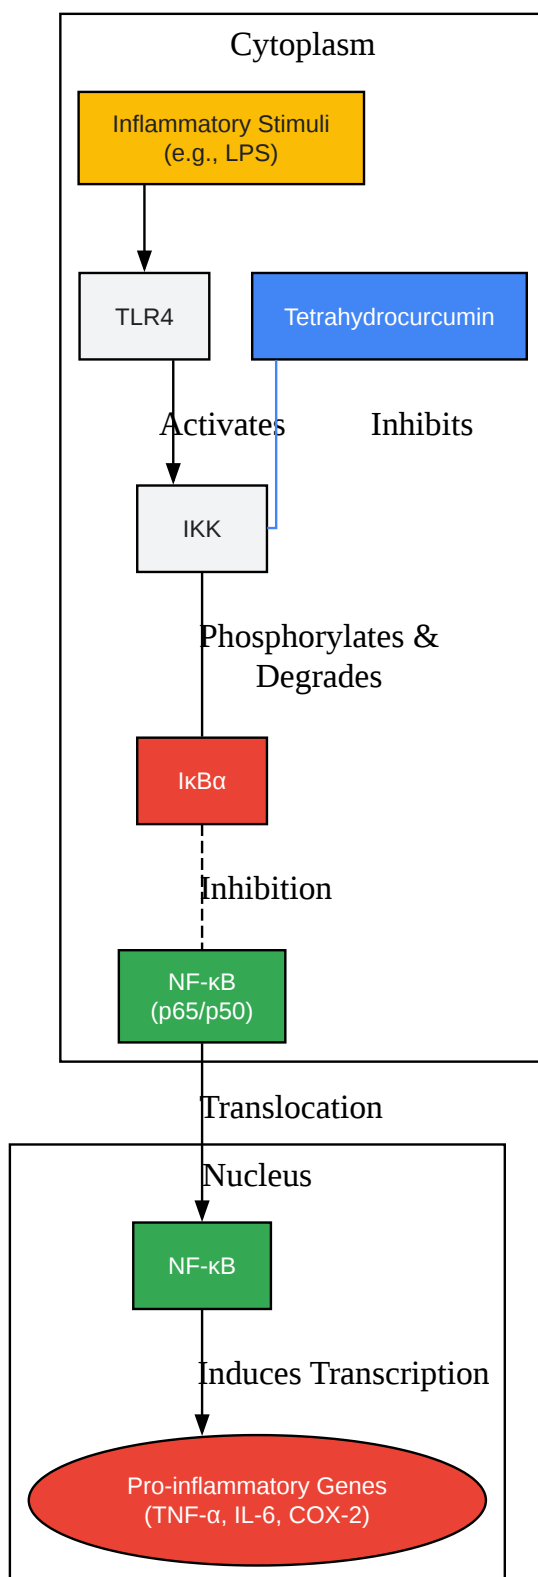 Cytoplasm
Inflammatory Stimuli
(e.g., LPS)
TLR4
Tetrahydrocurcumin
Activates
Inhibits
IKK
Phosphorylates &
Degrades
IκBα
Inhibition
NF-κB
(p65/p50)
Translocation
Nucleus
NF-κB
Induces Transcription
Pro-inflammatory Genes
(TNF-α, IL-6, COX-2)